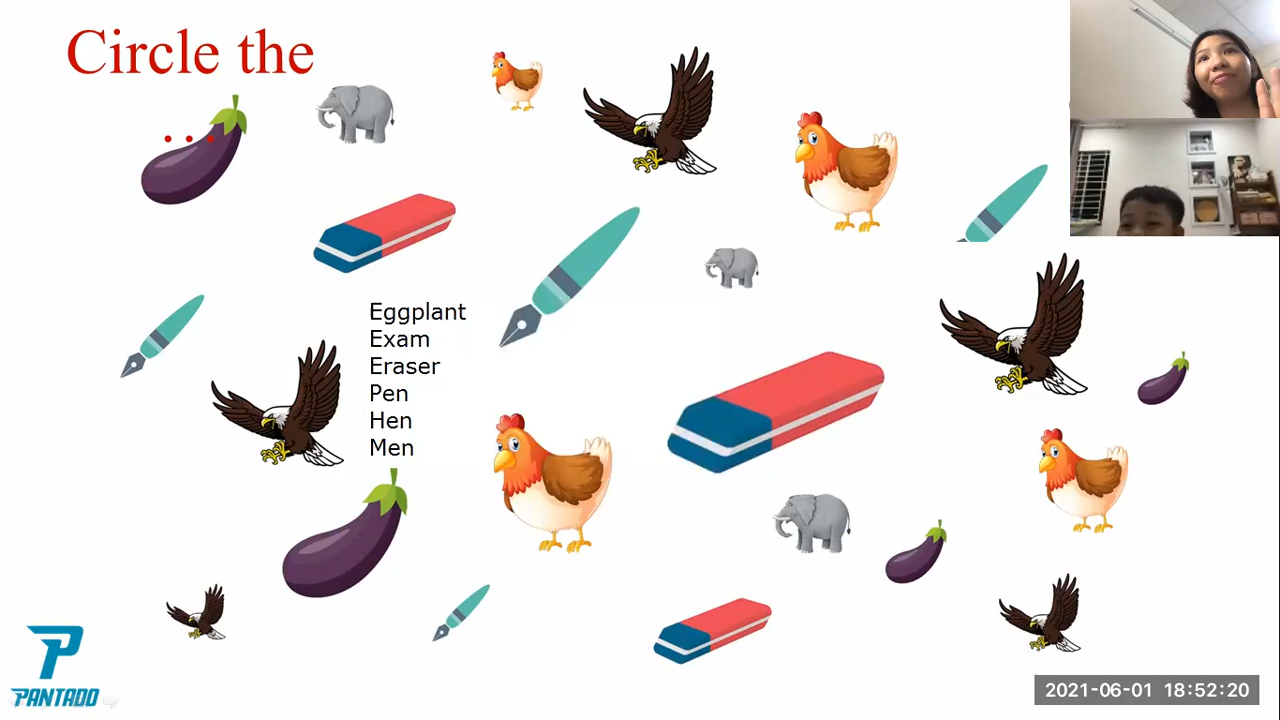 Circle the
...
Eggplant
Exam
Eraser
Pen
Hen
Men
PANTADO
2021-06-01 18:52:20